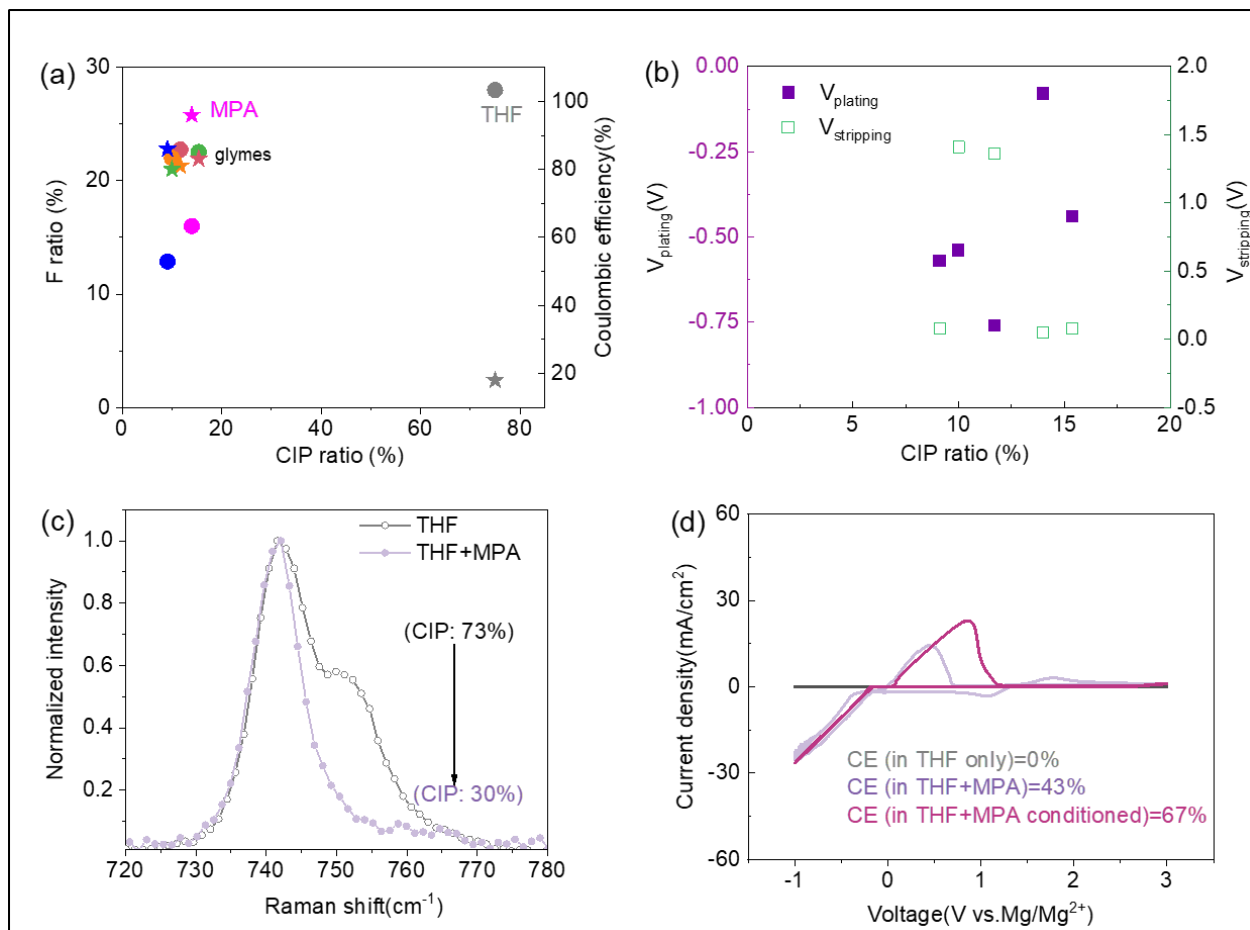 (a)
30
20
10
0
F ratio (%)
MPA
THF
glymes
100
80
60
40
20
Coulombic efficiency(%)
0
20
40
60
80
CIP ratio (%)
(b)
0.00
-0.25
-0.50
-0.75
-1.00
Vplating(V)
Vplating
Vstripping
2.0
1.5
1.0
0.5
0.0
-0.5
Vstripping(V)
0
5
10
15
20
CIP ratio (%)
(c)
1.0
0.8
0.6
0.4
0.2
Normalized intensity
THF
THF+MPA
(CIP: 73%)
(CIP: 30%)
720
730
740
750
760
770
780
Raman shift(cm⁻¹)
(d)
60
30
0
-30
-60
Current density(mA/cm²)
CE (in THF only)=0%
CE (in THF+MPA)=43%
CE (in THF+MPA conditioned)=67%
-1
0
1
2
3
Voltage(V vs.Mg/Mg²⁺)